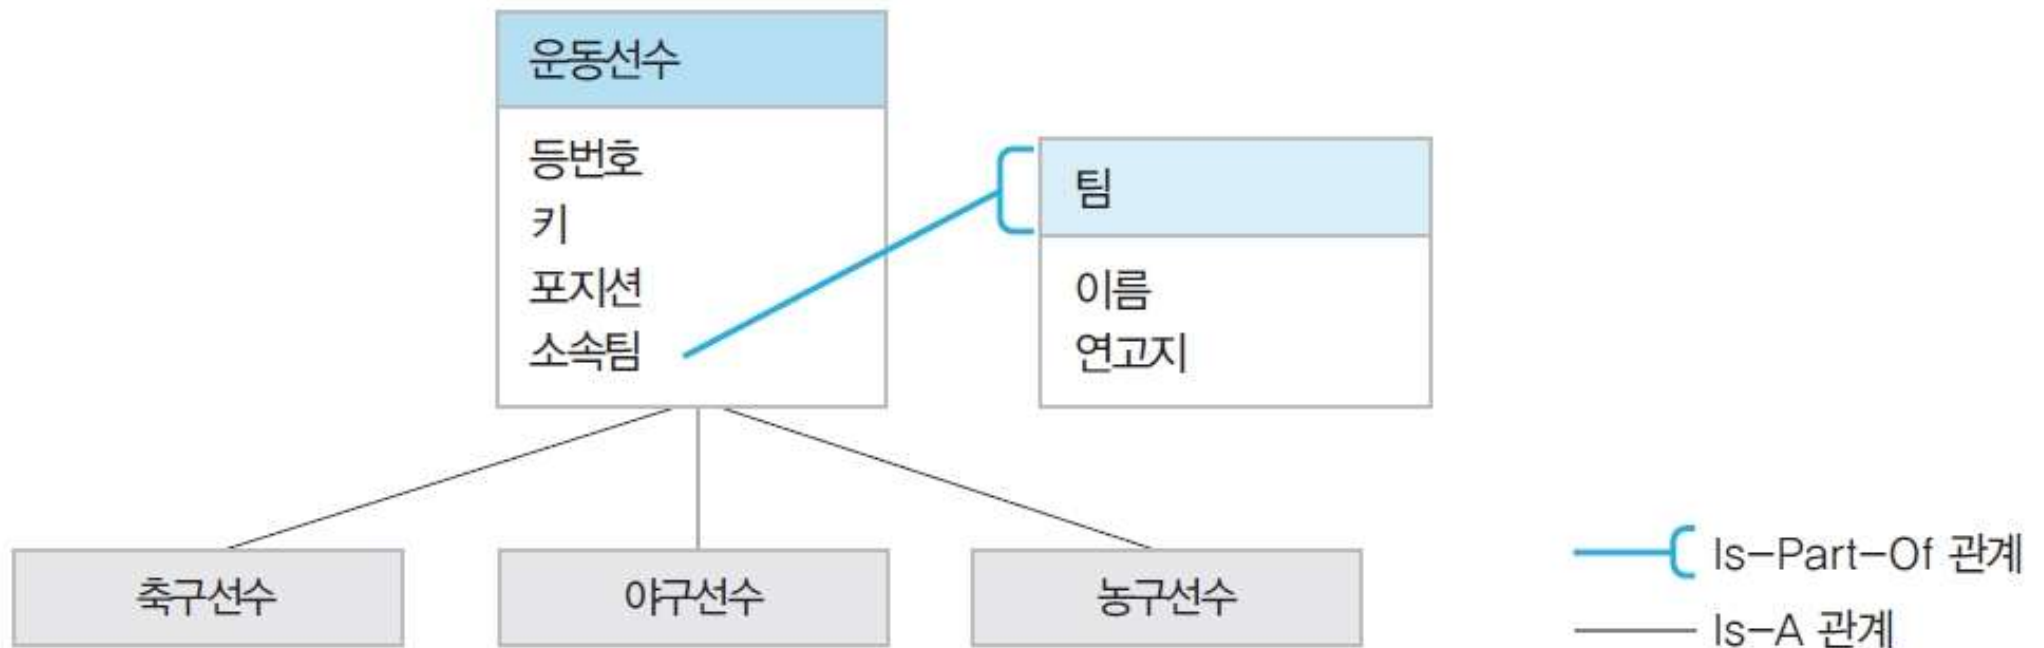 운동선수
등번호
키
포지션
소속팀
팀
이름
연고지
축구선수
야구선수
농구선수
Is-Part-Of 관계
Is-A 관계